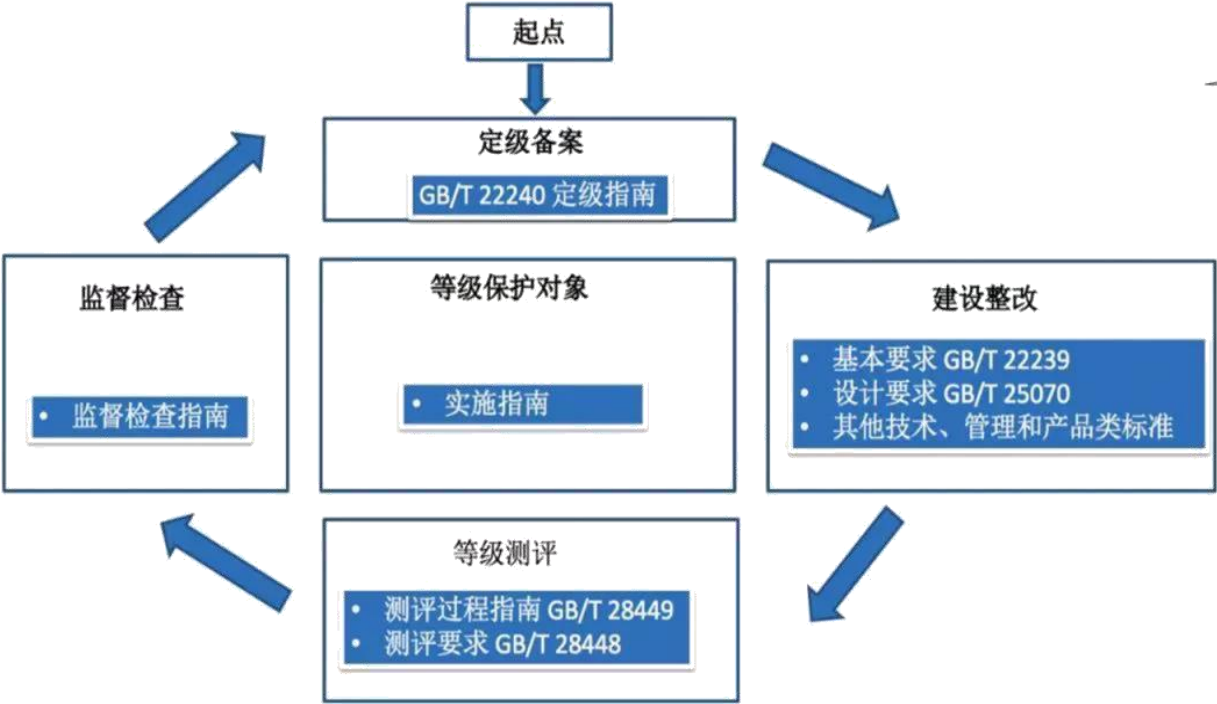 起点
定级备案
GB/T 22240 定级指南
监督检查
• 监督检查指南
等级保护对象
• 实施指南
建设整改
• 基本要求 GB/T 22239
• 设计要求 GB/T 25070
• 其他技术、管理和产品类标准
等级测评
• 测评过程指南 GB/T 28449
• 测评要求 GB/T 28448